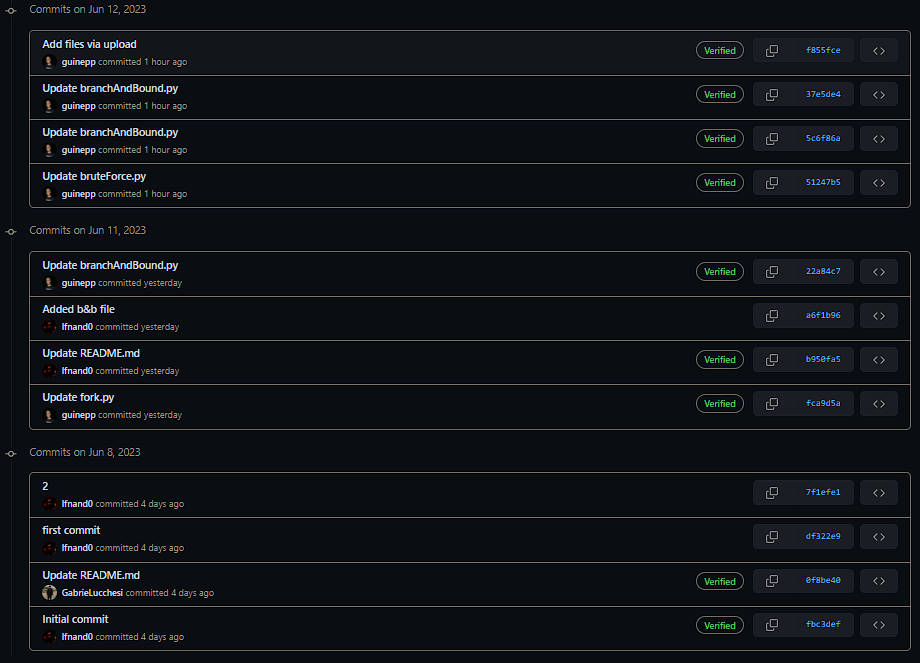 Commits on Jun 12, 2023
Add files via upload
guinepp committed 1 hour ago
Verified
f855fce
Update branchAndBound.py
guinepp committed 1 hour ago
Verified
37e5de4
Update branchAndBound.py
guinepp committed 1 hour ago
Verified
5c6f86a
Update bruteForce.py
guinepp committed 1 hour ago
Verified
51247b5
Commits on Jun 11, 2023
Update branchAndBound.py
guinepp committed yesterday
Verified
22a84c7
Added b&b file
lfnand0 committed yesterday
a6f1b96
Update README.md
lfnand0 committed yesterday
Verified
b950fa5
Update fork.py
guinepp committed yesterday
Verified
fca9d5a
Commits on Jun 8, 2023
2
lfnand0 committed 4 days ago
7f1efe1
first commit
lfnand0 committed 4 days ago
df322e9
Update README.md
GabrieLucchesi committed 4 days ago
Verified
0f8be40
Initial commit
lfnand0 committed 4 days ago
Verified
fbc3def